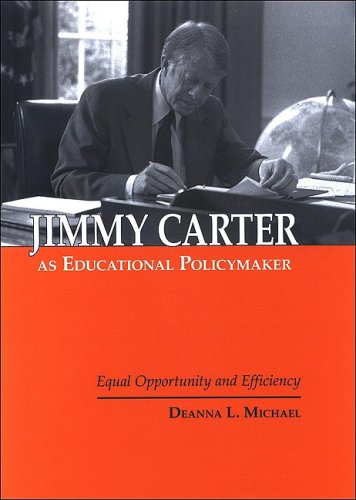 JIMMY CARTER
AS EDUCATIONAL POLICYMAKER
Equal Opportunity and Efficiency
DEANNA L. MICHAEL